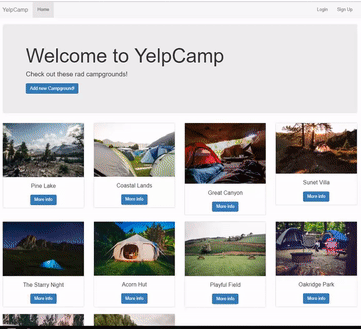 YelpCamp Home Login Sign Up
Welcome to YelpCamp
Check out these rad campgrounds!
Add new Campground!
Pine Lake
Coastal Lands
Great Canyon
Sunet Villa
More info
More info
More info
More info
The Starry Night
Acorn Hut
Playful Field
Oakridge Park
More info
More info
More info
More info